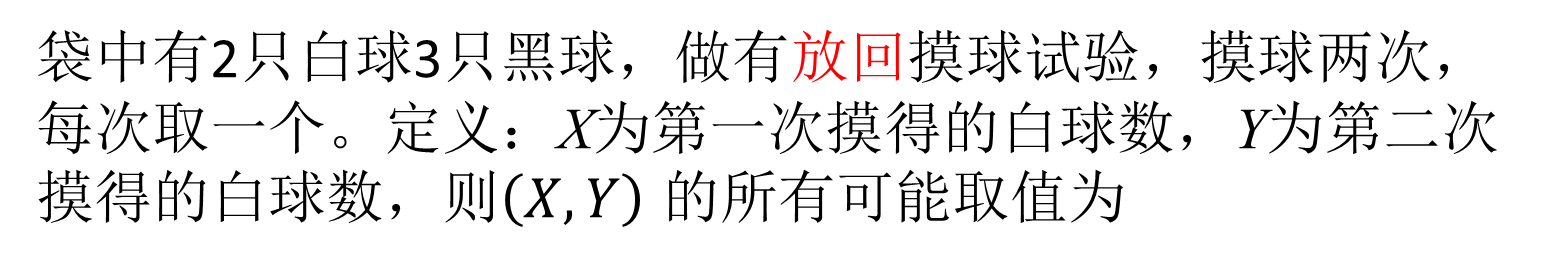 袋中有2只白球3只黑球，做有放回摸球试验，摸球两次，
每次取一个。定义：X为第一次摸得的白球数，Y为第二次
摸得的白球数，则(X,Y) 的所有可能取值为